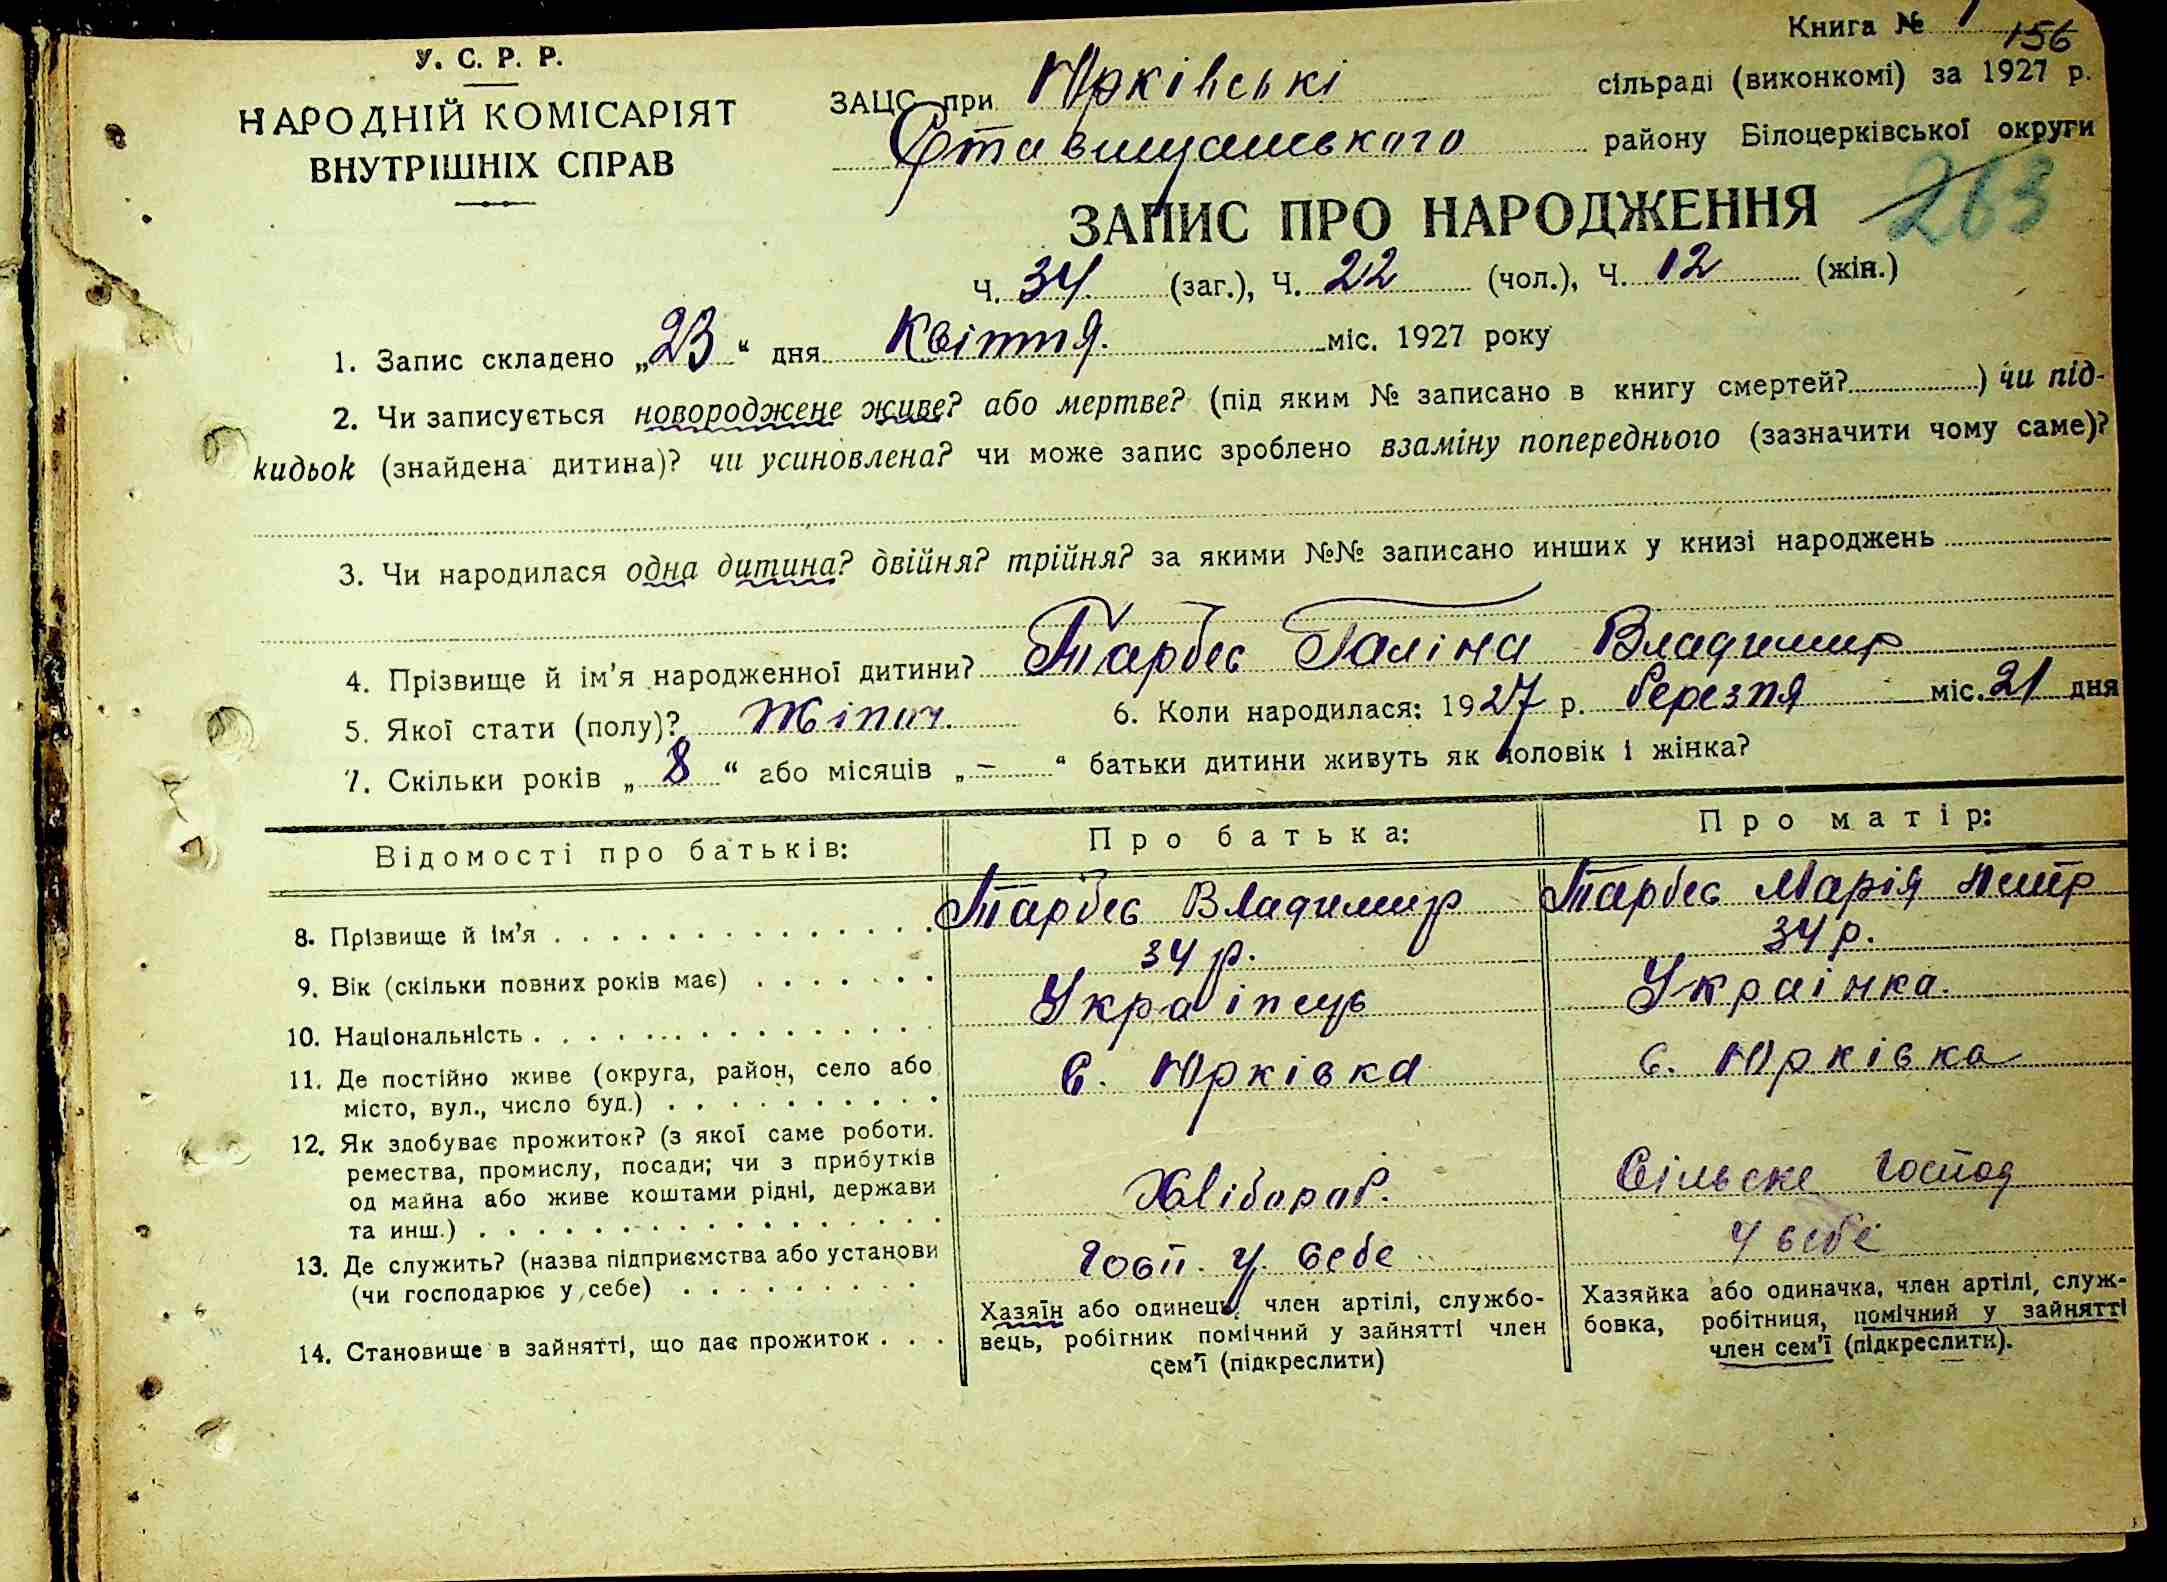 Книга № 1
156
У. С. Р. Р.
НАРОДНІЙ КОМІСАРІЯТ
ВНУТРІШНІХ СПРАВ
ЗАЦС при Юрківські сільраді (виконкомі) за 1927 р.
Ставищанського району Білоцерківської округи
263
ЗАПИС ПРО НАРОДЖЕННЯ
Ч. 34 (заг.), Ч. 22 (чол.), Ч. 12 (жін.)
1. Запис складено „23“ дня Квіття. міс. 1927 року
2. Чи записується новороджене живе? або мертве? (під яким № записано в книгу смертей?) чи під-
кидьок (знайдена дитина)? чи усиновлена? чи може запис зроблено взаміну попереднього (зазначити чому саме)?
3. Чи народилася одна дитина? двійня? трійня? за якими №№ записано инших у книзі народжень
4. Прізвище й ім'я народженної дитини? Тарбес Галіна Владимир
5. Якої стати (полу)? Жіноч. 6. Коли народилася: 1927 р. березня міс. 21 дня
7. Скільки років „8“ або місяців „–“ батьки дитини живуть як чоловік і жінка?
Відомості про батьків: Про батька: Про матір:
8. Прізвище й ім'я Тарбес Владимир Тарбес Марія Петр
9. Вік (скільки повних років має) 34 р. 34 р.
10. Національність Українець Українка.
11. Де постійно живе (округа, район, село або
місто, вул., число буд.) с. Юрківка с. Юрківка
12. Як здобуває прожиток? (з якої саме роботи.
ремества, промислу, посади; чи з прибутків
од майна або живе коштами рідні, держави
та инш.) Хлібороб. Сільске Господ
13. Де служить? (назва підприємства або установи
(чи господарює у себе) Госп. у себе У себе
14. Становище в зайнятті, що дає прожиток
Хазяїн або одинець, член артілі, службо-
вець, робітник помічний у зайнятті член
сем'ї (підкреслити)
Хазяйка або одиначка, член артілі, служ-
бовка, робітниця, помічний у зайнятті
член сем'ї (підкреслити).